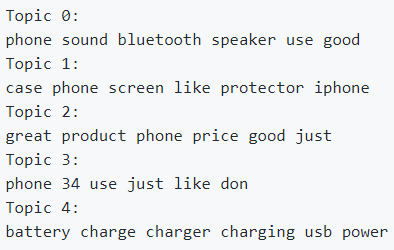 Topic 0:
phone sound bluetooth speaker use good
Topic 1:
case phone screen like protector iphone
Topic 2:
great product phone price good just
Topic 3:
phone 34 use just like don
Topic 4:
battery charge charger charging usb power